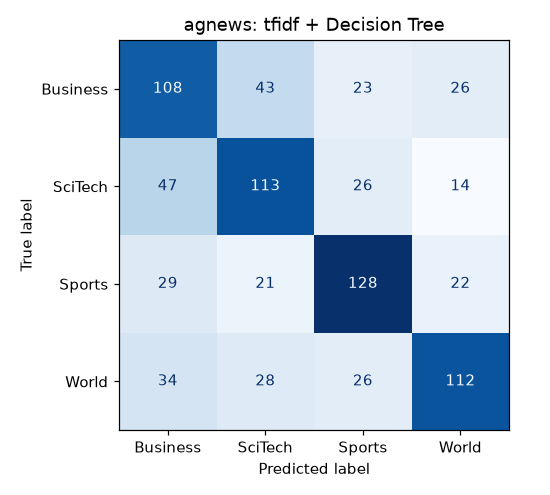 agnews: tfidf + Decision Tree
True label
Business 108 43 23 26
SciTech 47 113 26 14
Sports 29 21 128 22
World 34 28 26 112
Business SciTech Sports World
Predicted label